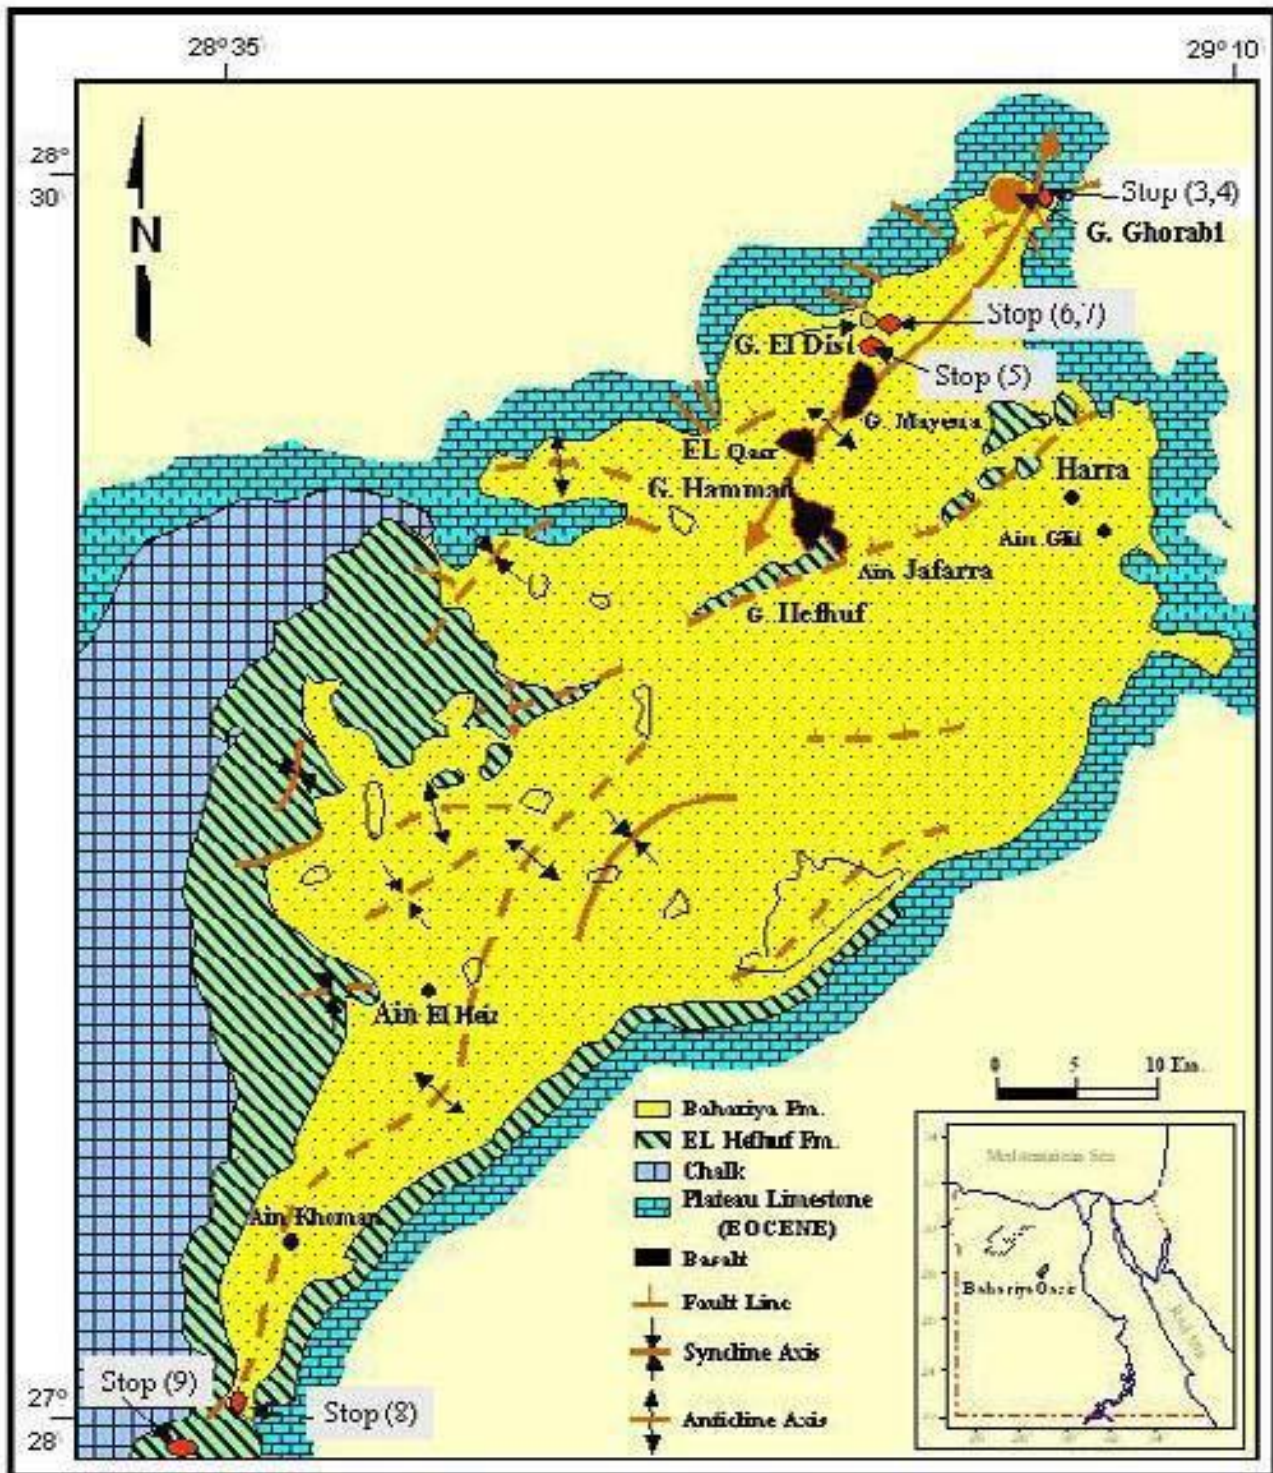 28° 35
29° 10
28°
30'
N
Stop (3,4)
G. Ghorabi
Stop (6,7)
G. El Dist
Stop (5)
G. Mayesra
EL Qasr
G. Hammad
Harra
Ain Jafarra
G. Hefhuf
Ain El Heiz
0 5 10 Km.
Bahariya Fm.
EL Hefhuf Fm.
Chalk
Plateau Limestone
(EOCENE)
Basalt
Fault Line
Syncline Axis
Anticline Axis
Bahariya Oasis
Red Sea
Ain Khoman
Stop (9)
Stop (8)
27°
28'